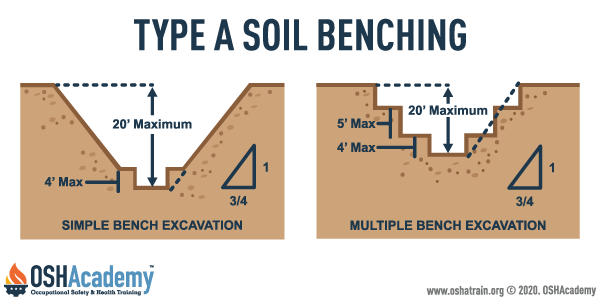 TYPE A SOIL BENCHING
20' Maximum
4' Max
1
3/4
SIMPLE BENCH EXCAVATION
20' Maximum
5' Max
4' Max
1
3/4
MULTIPLE BENCH EXCAVATION
OSHAcademy™
Occupational Safety & Health Training
www.oshatrain.org © 2020. OSHAcademy